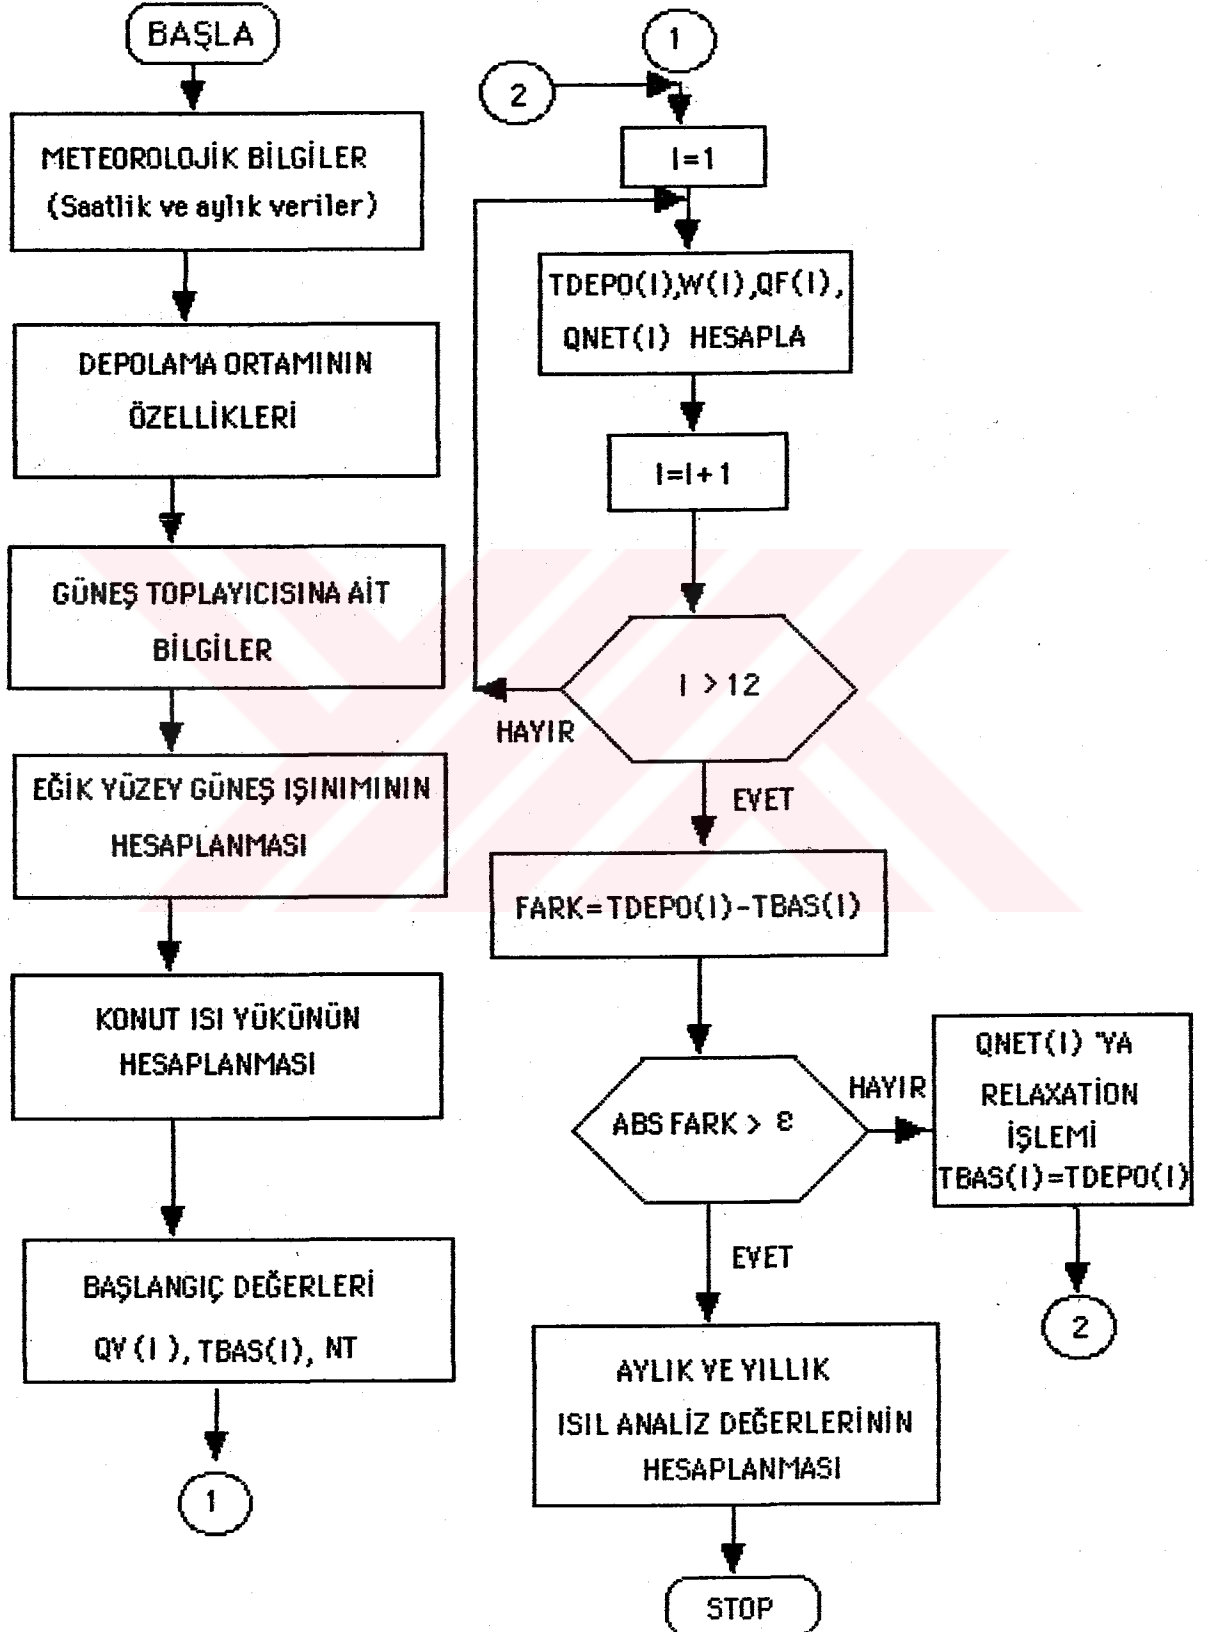 BAŞLA
METEOROLOJİK BİLGİLER
(Saatlik ve aylık veriler)
DEPOLAMA ORTAMININ
ÖZELLİKLERİ
GÜNEŞ TOPLAYICISINA AİT
BİLGİLER
EĞİK YÜZEY GÜNEŞ IŞINIMININ
HESAPLANMASI
KONUT ISI YÜKÜNÜN
HESAPLANMASI
BAŞLANGIÇ DEĞERLERİ
QV(I), TBAS(I), NT
1
1
2
I=1
TDEPO(I),W(I),QF(I),
QNET(I) HESAPLA
I=I+1
I >12
HAYIR
EVET
FARK=TDEPO(I)-TBAS(I)
ABS FARK > ε
HAYIR
QNET(I) 'YA
RELAXATİON
İŞLEMİ
TBAS(I)=TDEPO(I)
2
EVET
AYLIK VE YILLIK
ISIL ANALİZ DEĞERLERİNİN
HESAPLANMASI
STOP